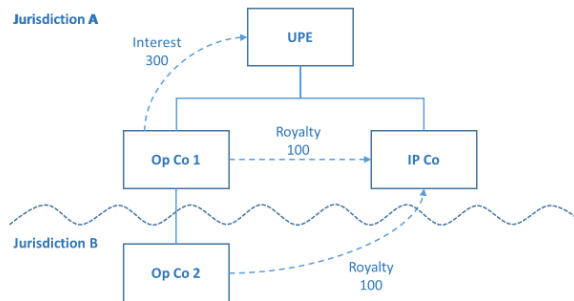 Jurisdiction A
UPE
Interest
300
Op Co 1
Royalty
100
IP Co
Jurisdiction B
Op Co 2
Royalty
100